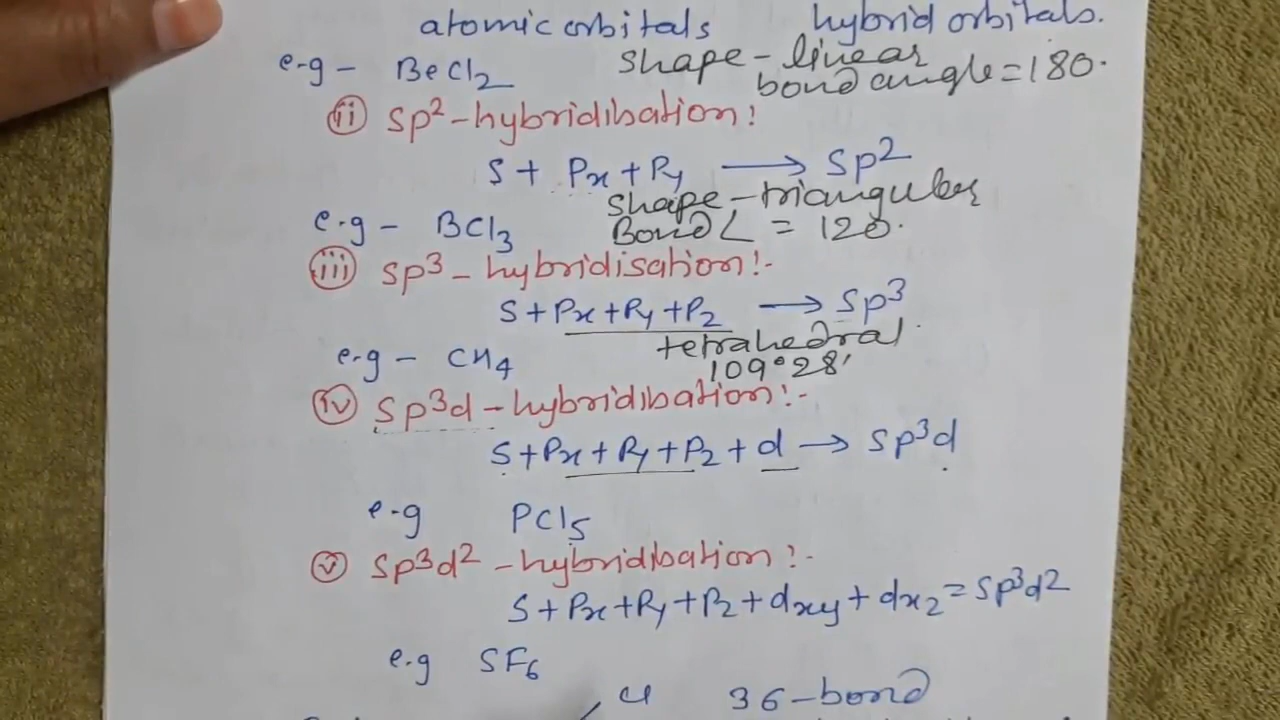 atomic orbitals hybrid orbitals.
e-g - BeCl2 shape - linear
bond angle = 180.
(ii) sp2-hybridisation :
S + Px + Py → sp2
shape - triangular
e.g - BCl3 Bond ∠ = 120.
(iii) sp3 - hybridisation :-
S + Px + Py + Pz → sp3
tetrahedral
e.g - CH4 109°28'
(iv) sp3d - hybridisation :-
S + Px + Py + Pz + d → sp3d
e-g PCl5
(v) sp3d2 - hybridisation :-
S + Px + Py + Pz + dxy + dxz = sp3d2
e.g SF6
Cl 36-bond